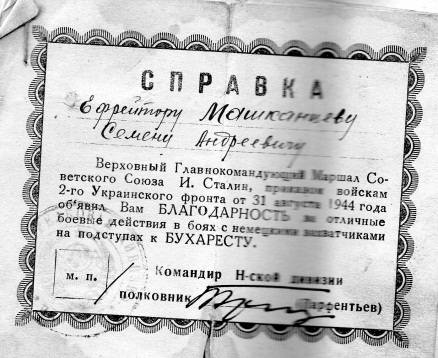 СПРАВКА
Ефрейтору
Семену Андреевичу
Верховный Главнокомандующий Маршал Со-
ветского Союза И. Сталин, приказом войскам
2-го Украинского фронта от 31 августа 1944 года
об'явил Вам БЛАГОДАРНОСТЬ за отличные
боевые действия в боях с немецкими захватчиками
на подступах к БУХАРЕСТУ.
м. п.
Командир Н-ской дивизии
полковник (Парфентьев)